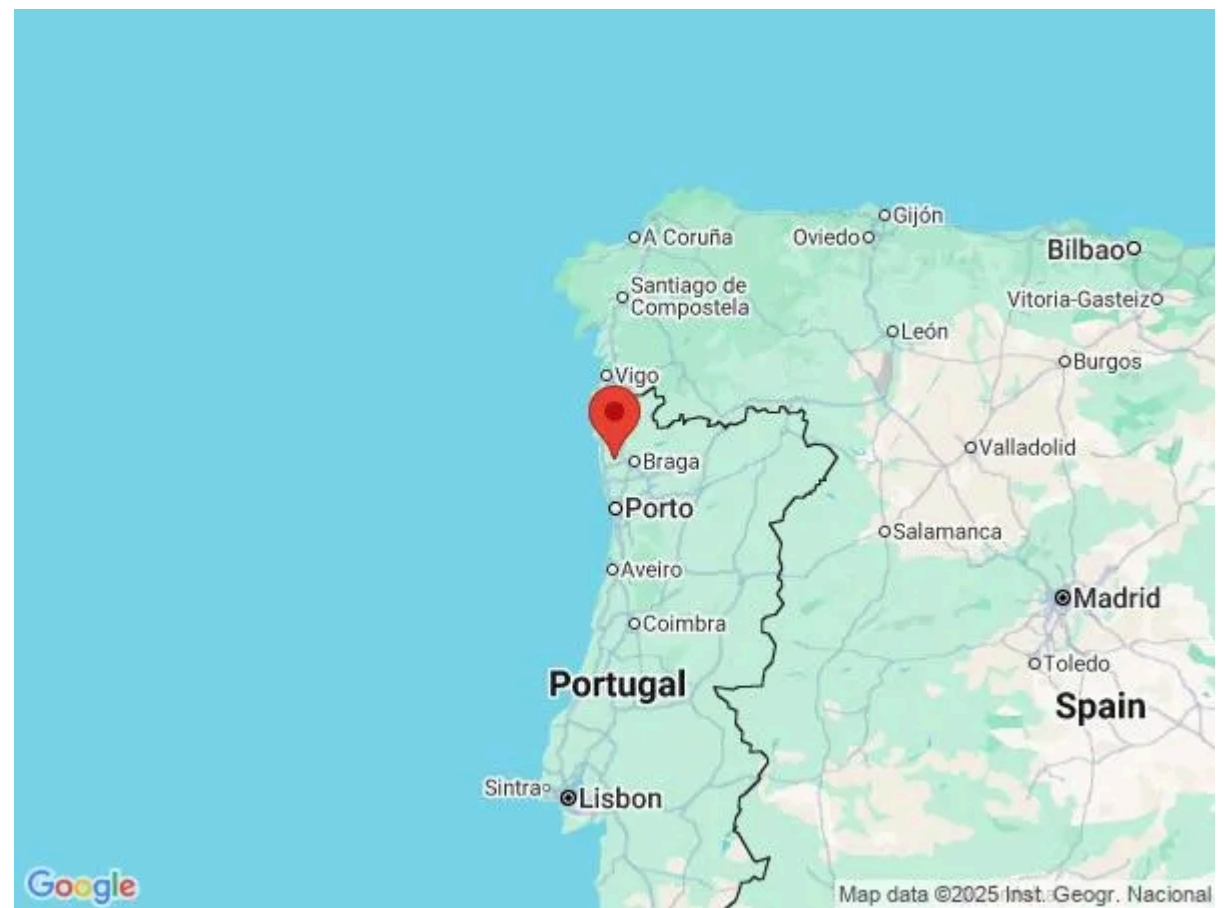 Gijón
A Coruña
Oviedo
Bilbao
Santiago de
Compostela
Vitoria-Gasteiz
León
Burgos
Vigo
Valladolid
Braga
Porto
Salamanca
Aveiro
Madrid
Coimbra
Toledo
Portugal
Spain
Sintra
Lisbon
Google
Map data ©2025 Inst. Geogr. Nacional